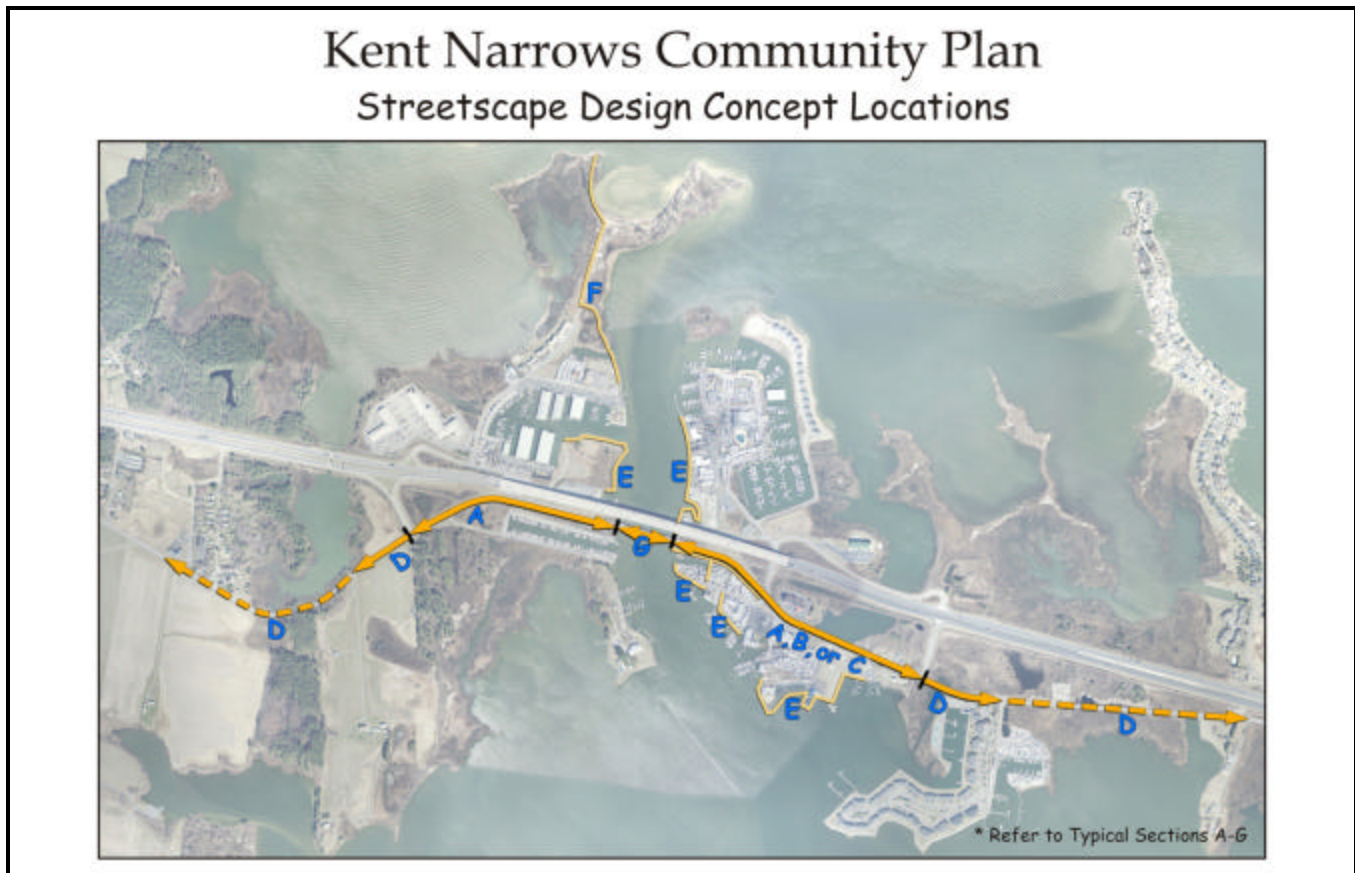 Kent Narrows Community Plan
Streetscape Design Concept Locations
F
E
E
A
D
G
E
D
E
A, B, or C
E
D
D
* Refer to Typical Sections A-G